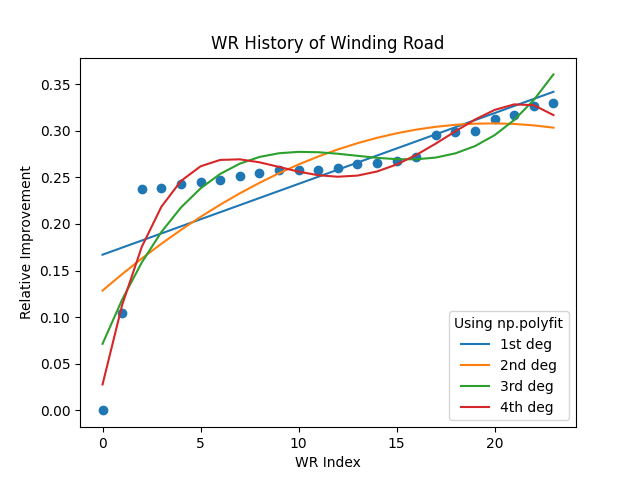 WR History of Winding Road
Relative Improvement
0.35
0.30
0.25
0.20
0.15
0.10
0.05
0.00
0
5
10
15
20
WR Index
Using np.polyfit
1st deg
2nd deg
3rd deg
4th deg